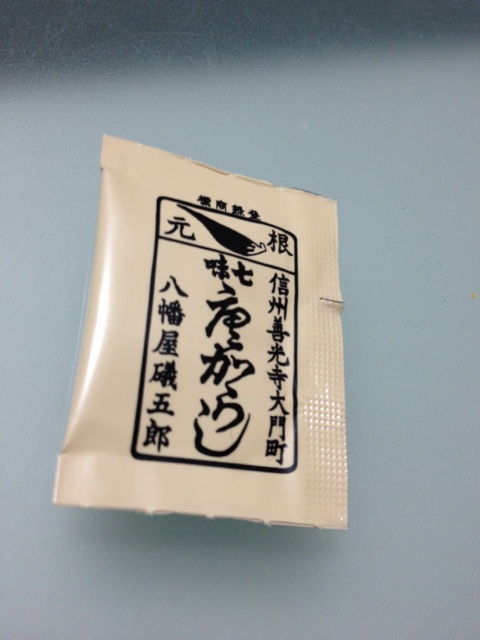 登録商標
根元
信州善光寺大門町
七味
唐がらし
八幡屋礒五郎